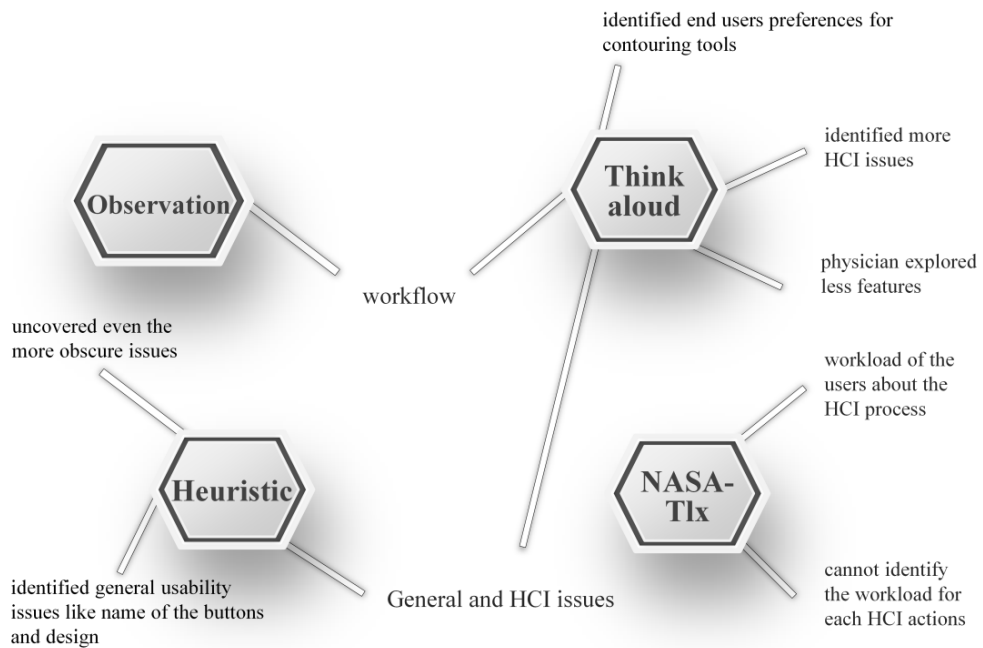 identified end users preferences for
contouring tools
Observation
Think
aloud
identified more
HCI issues
physician explored
less features
workflow
uncovered even the
more obscure issues
workload of the
users about the
HCI process
Heuristic
NASA-
Tlx
identified general usability
issues like name of the buttons
and design
General and HCI issues
cannot identify
the workload for
each HCI actions